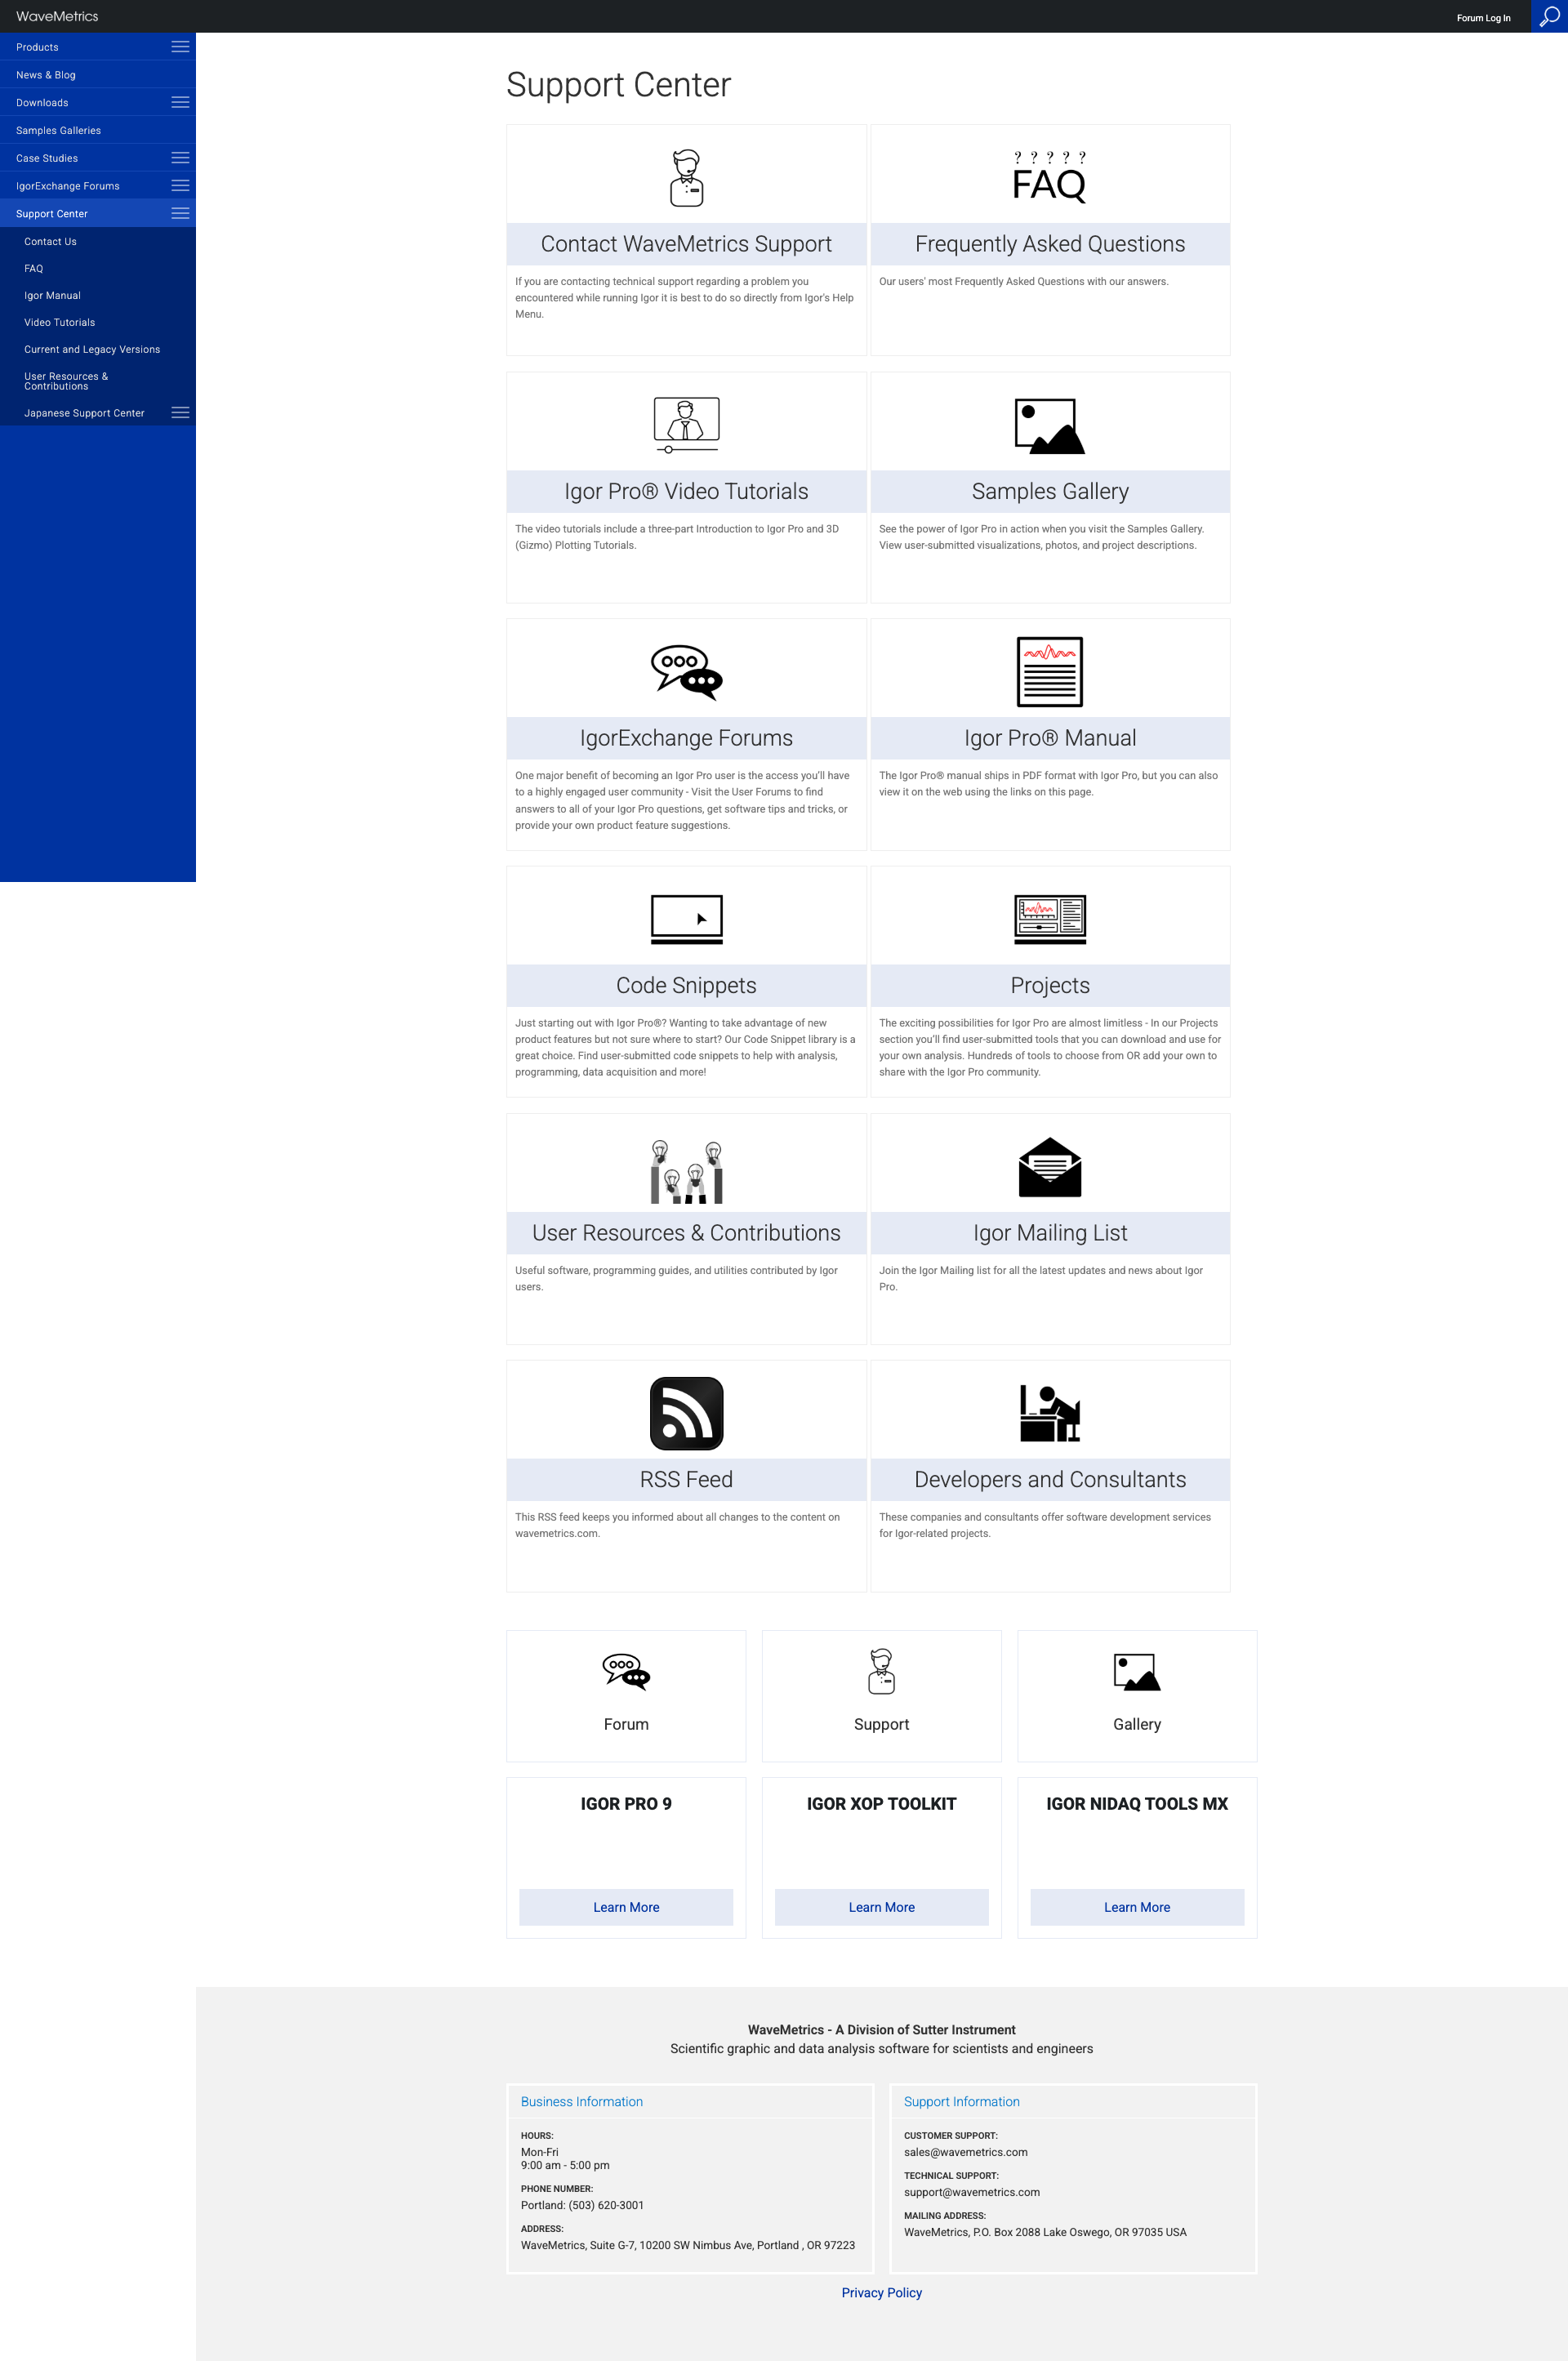 WaveMetrics
Forum Log In
Products
News & Blog
Downloads
Samples Galleries
Case Studies
IgorExchange Forums
Support Center
Contact Us
FAQ
Igor Manual
Video Tutorials
Current and Legacy Versions
User Resources &
Contributions
Japanese Support Center
Support Center
? ? ? ? ?
FAQ
Contact WaveMetrics Support
If you are contacting technical support regarding a problem you
encountered while running Igor it is best to do so directly from Igor's Help
Menu.
Frequently Asked Questions
Our users' most Frequently Asked Questions with our answers.
Igor Pro® Video Tutorials
The video tutorials include a three-part Introduction to Igor Pro and 3D
(Gizmo) Plotting Tutorials.
Samples Gallery
See the power of Igor Pro in action when you visit the Samples Gallery.
View user-submitted visualizations, photos, and project descriptions.
IgorExchange Forums
One major benefit of becoming an Igor Pro user is the access you'll have
to a highly engaged user community - Visit the User Forums to find
answers to all of your Igor Pro questions, get software tips and tricks, or
provide your own product feature suggestions.
Igor Pro® Manual
The Igor Pro® manual ships in PDF format with Igor Pro, but you can also
view it on the web using the links on this page.
Code Snippets
Just starting out with Igor Pro®? Wanting to take advantage of new
product features but not sure where to start? Our Code Snippet library is a
great choice. Find user-submitted code snippets to help with analysis,
programming, data acquisition and more!
Projects
The exciting possibilities for Igor Pro are almost limitless - In our Projects
section you'll find user-submitted tools that you can download and use for
your own analysis. Hundreds of tools to choose from OR add your own to
share with the Igor Pro community.
User Resources & Contributions
Useful software, programming guides, and utilities contributed by Igor
users.
Igor Mailing List
Join the Igor Mailing list for all the latest updates and news about Igor
Pro.
RSS Feed
This RSS feed keeps you informed about all changes to the content on
wavemetrics.com.
Developers and Consultants
These companies and consultants offer software development services
for Igor-related projects.
Forum
Support
Gallery
IGOR PRO 9
Learn More
IGOR XOP TOOLKIT
Learn More
IGOR NIDAQ TOOLS MX
Learn More
WaveMetrics - A Division of Sutter Instrument
Scientific graphic and data analysis software for scientists and engineers
Business Information
HOURS:
Mon-Fri
9:00 am - 5:00 pm
PHONE NUMBER:
Portland: (503) 620-3001
ADDRESS:
WaveMetrics, Suite G-7, 10200 SW Nimbus Ave, Portland , OR 97223
Support Information
CUSTOMER SUPPORT:
sales@wavemetrics.com
TECHNICAL SUPPORT:
support@wavemetrics.com
MAILING ADDRESS:
WaveMetrics, P.O. Box 2088 Lake Oswego, OR 97035 USA
Privacy Policy